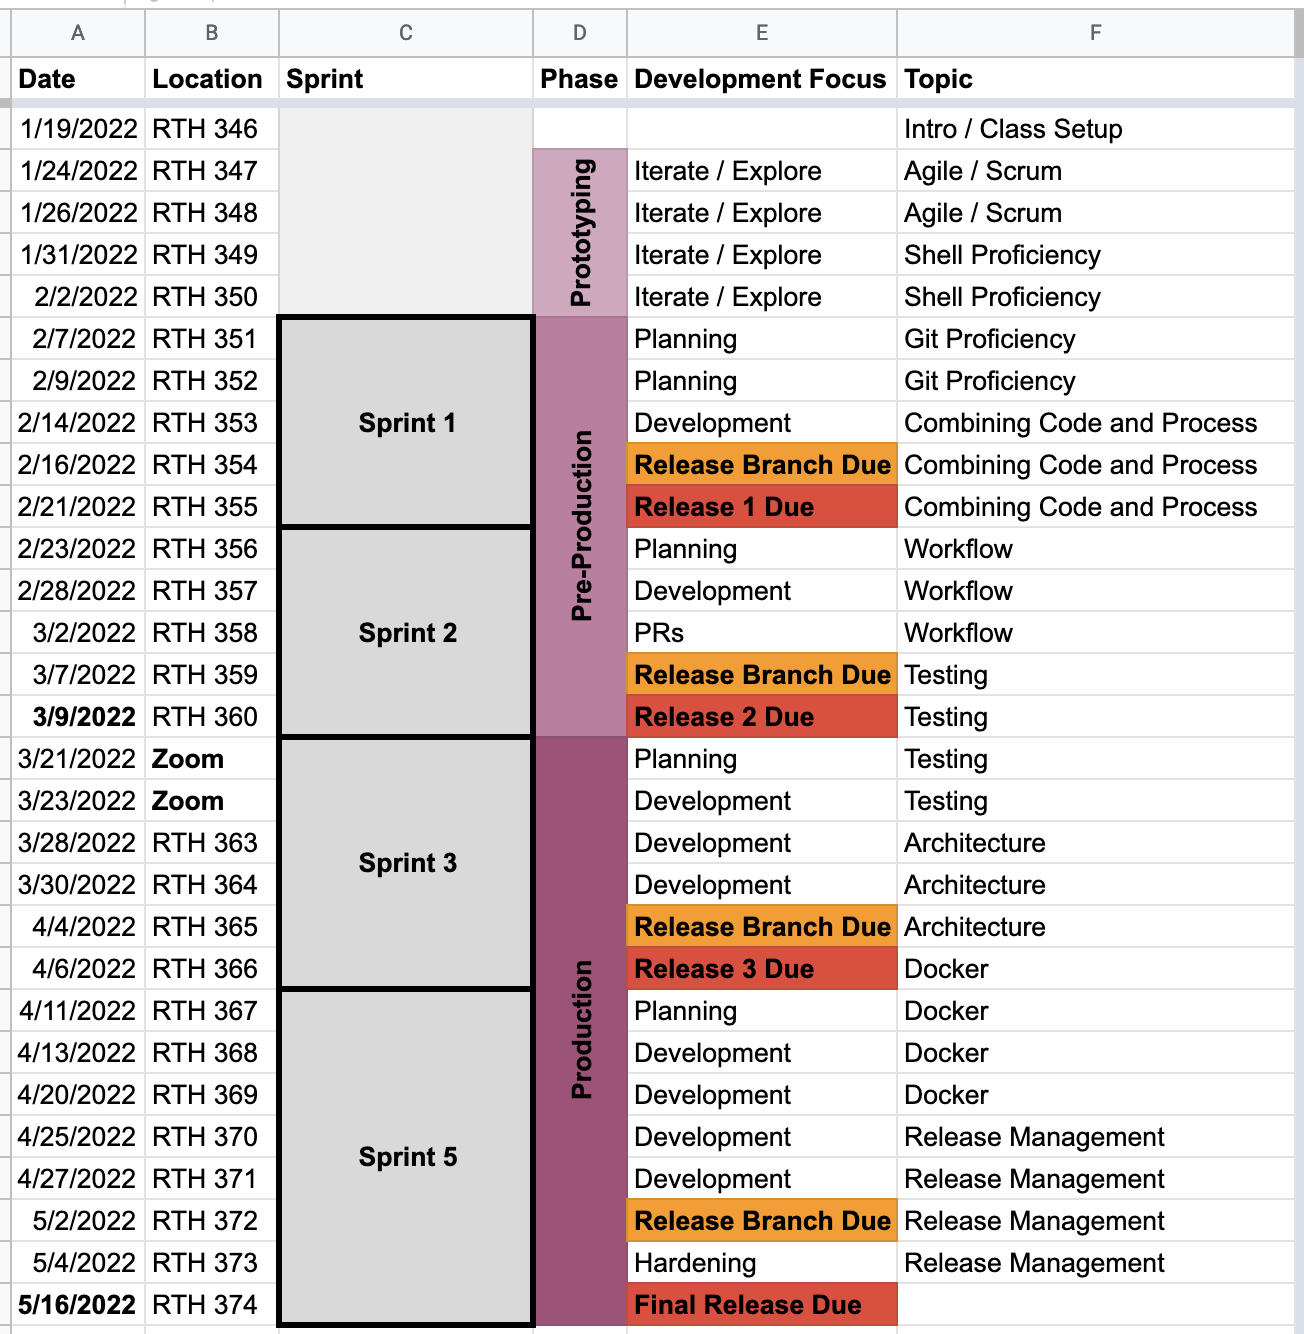 A B C D E F
Date Location Sprint Phase Development Focus Topic
1/19/2022 RTH 346 Intro / Class Setup
1/24/2022 RTH 347 Prototyping Iterate / Explore Agile / Scrum
1/26/2022 RTH 348 Iterate / Explore Agile / Scrum
1/31/2022 RTH 349 Iterate / Explore Shell Proficiency
2/2/2022 RTH 350 Iterate / Explore Shell Proficiency
2/7/2022 RTH 351 Sprint 1 Pre-Production Planning Git Proficiency
2/9/2022 RTH 352 Planning Git Proficiency
2/14/2022 RTH 353 Development Combining Code and Process
2/16/2022 RTH 354 Release Branch Due Combining Code and Process
2/21/2022 RTH 355 Release 1 Due Combining Code and Process
2/23/2022 RTH 356 Sprint 2 Planning Workflow
2/28/2022 RTH 357 Development Workflow
3/2/2022 RTH 358 PRs Workflow
3/7/2022 RTH 359 Release Branch Due Testing
3/9/2022 RTH 360 Release 2 Due Testing
3/21/2022 Zoom Sprint 3 Production Planning Testing
3/23/2022 Zoom Development Testing
3/28/2022 RTH 363 Development Architecture
3/30/2022 RTH 364 Development Architecture
4/4/2022 RTH 365 Release Branch Due Architecture
4/6/2022 RTH 366 Release 3 Due Docker
4/11/2022 RTH 367 Sprint 5 Planning Docker
4/13/2022 RTH 368 Development Docker
4/20/2022 RTH 369 Development Docker
4/25/2022 RTH 370 Development Release Management
4/27/2022 RTH 371 Development Release Management
5/2/2022 RTH 372 Release Branch Due Release Management
5/4/2022 RTH 373 Hardening Release Management
5/16/2022 RTH 374 Final Release Due